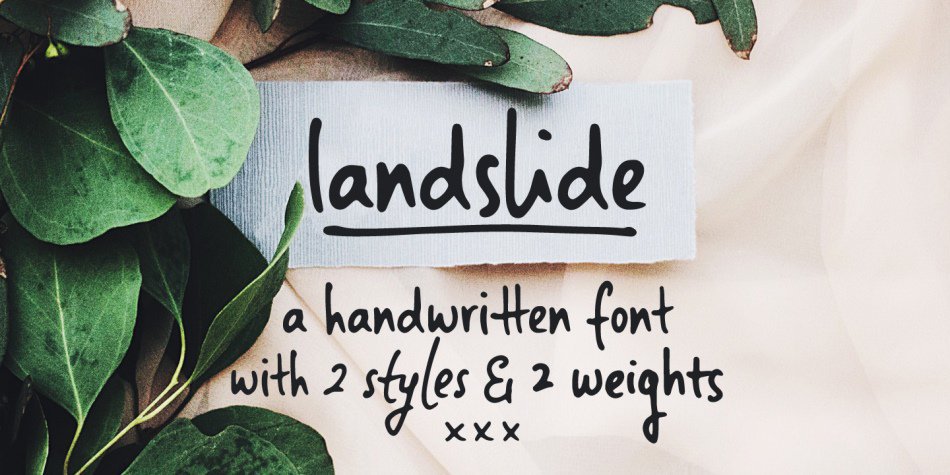 landslide
a handwritten font
with 2 styles & 2 weights
xxx